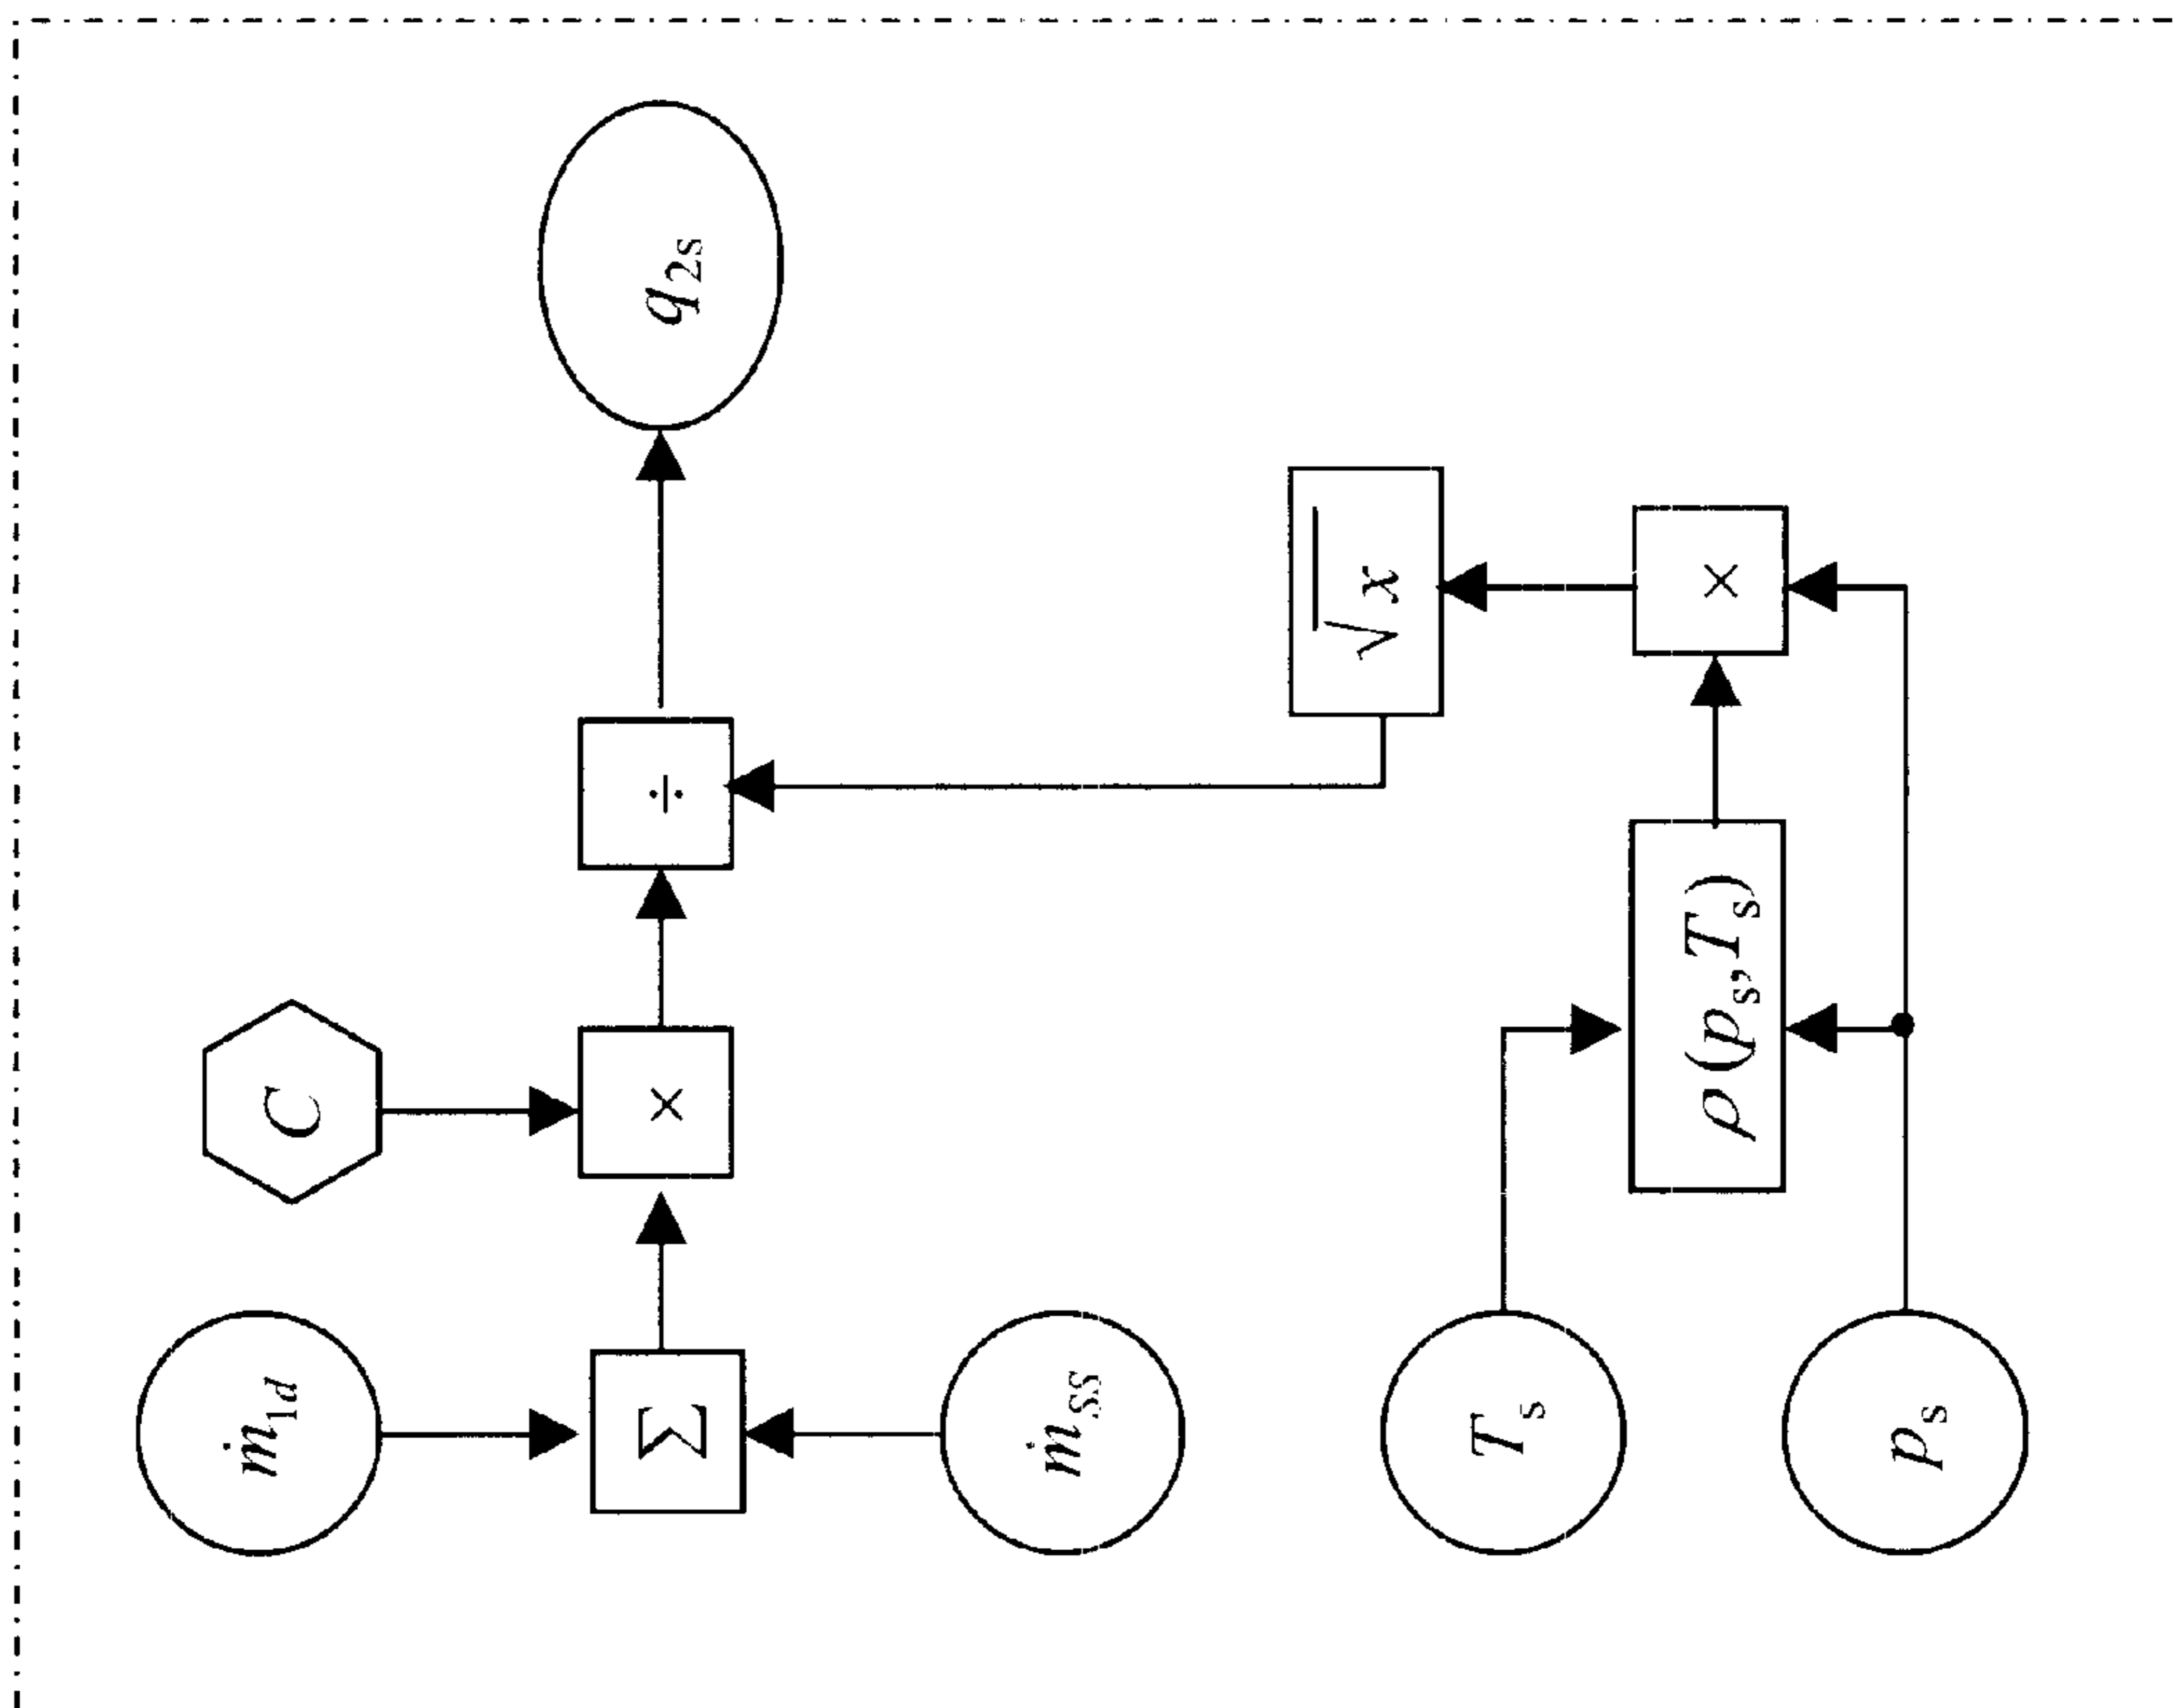 ṁ1d
C
Σ
×
÷
q2s
ṁss
Ts
ρ(ps,Ts)
×
√x
ps